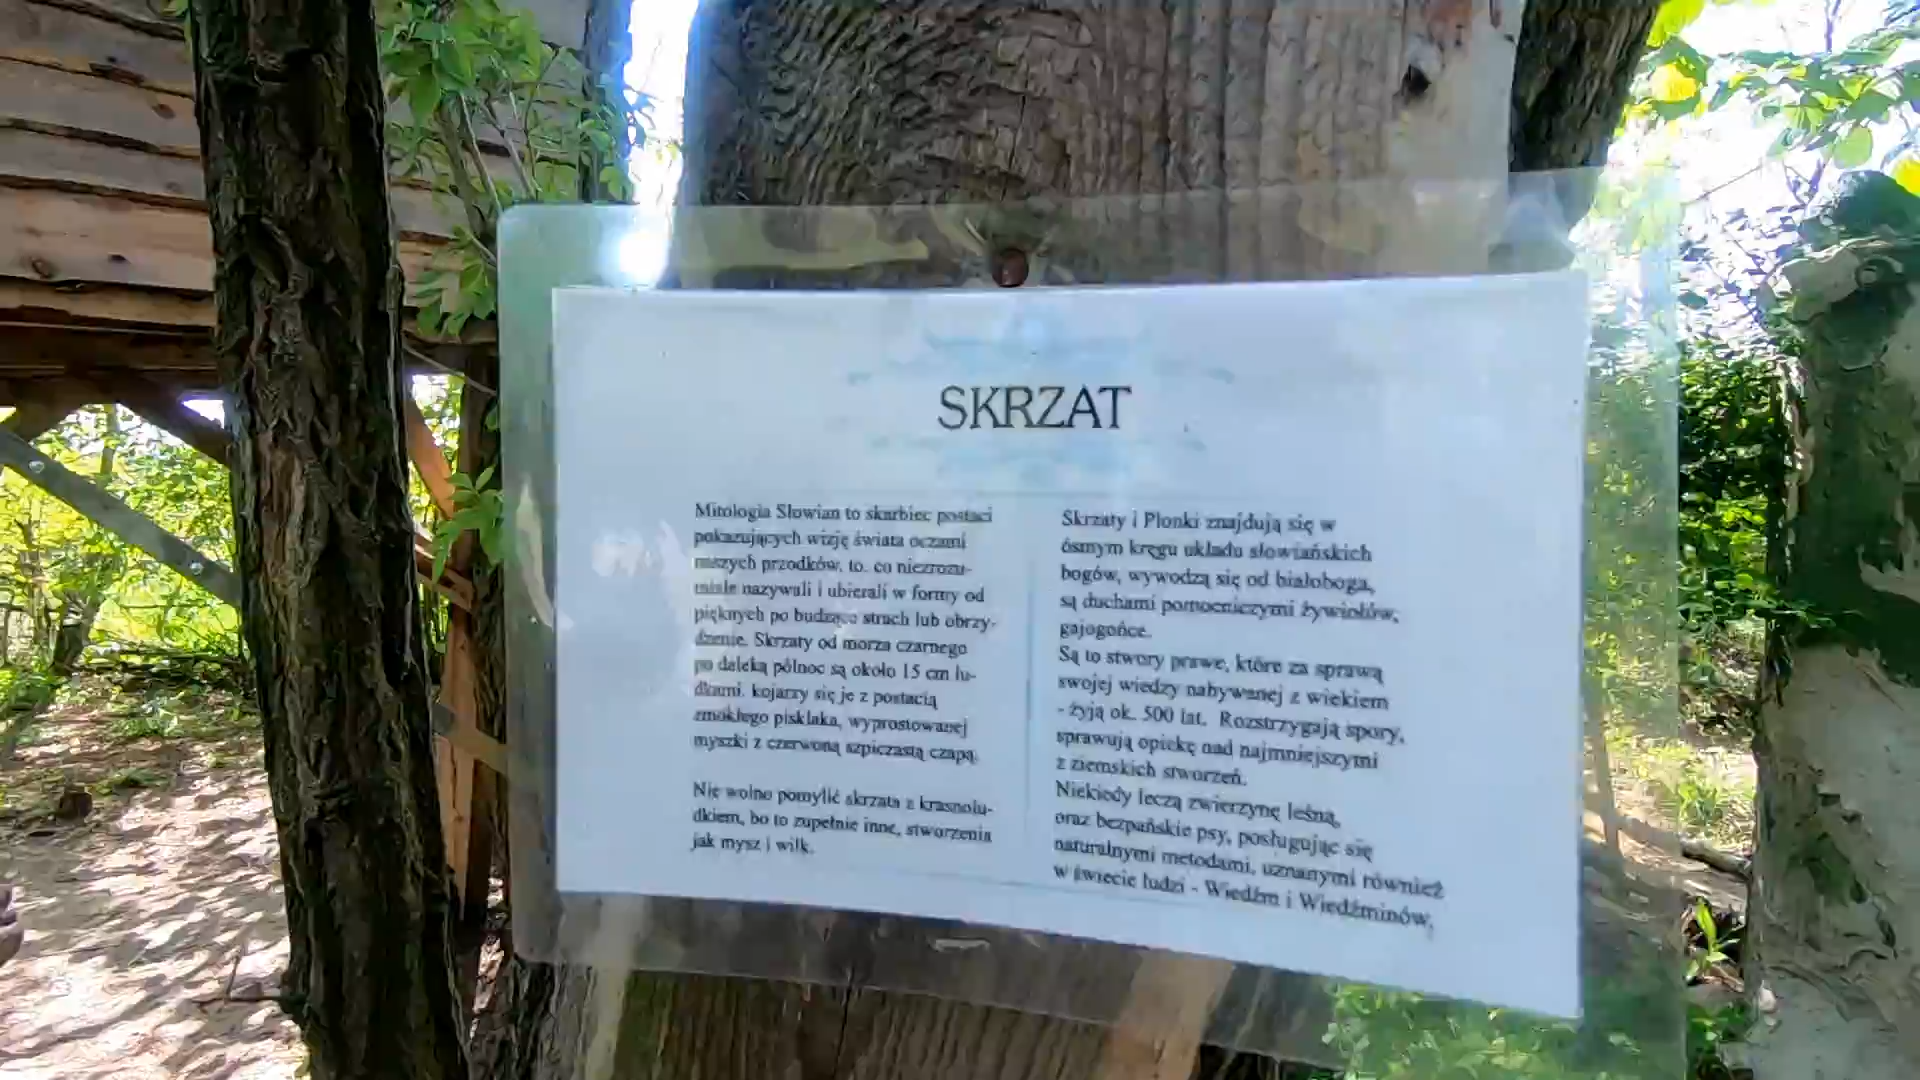 SKRZAT
Mitologia Słowian to skarbiec postaci
pokazujących wizję świata oczami
naszych przodków, to, co niezrozu-
miałe nazywali i ubierali w formy od
pięknych po budzące strach lub obrzy-
dzenie. Skrzaty od morza czarnego
po daleką północ są około 15 cm lu-
dkami, kojarzy się je z postacią
zmokłego pisklaka, wyprostowanej
myszki z czerwoną szpiczastą czapą.
Nie wolno pomylić skrzata z krasnolu-
dkiem, bo to zupełnie inne, stworzenia
jak mysz i wilk.
Skrzaty i Plonki znajdują się w
ósmym kręgu układu słowiańskich
bogów, wywodzą się od białoboga,
są duchami pomocniczymi żywiołów,
gajogońce.
Są to stwory prawe, które za sprawą
swojej wiedzy nabywanej z wiekiem
- żyją ok. 500 lat. Rozstrzygają spory,
sprawują opiekę nad najmniejszymi
z ziemskich stworzeń.
Niekiedy leczą zwierzynę leśną,
oraz bezpańskie psy, posługując się
naturalnymi metodami, uznanymi również
w świecie ludzi - Wiedźm i Wiedźminów,